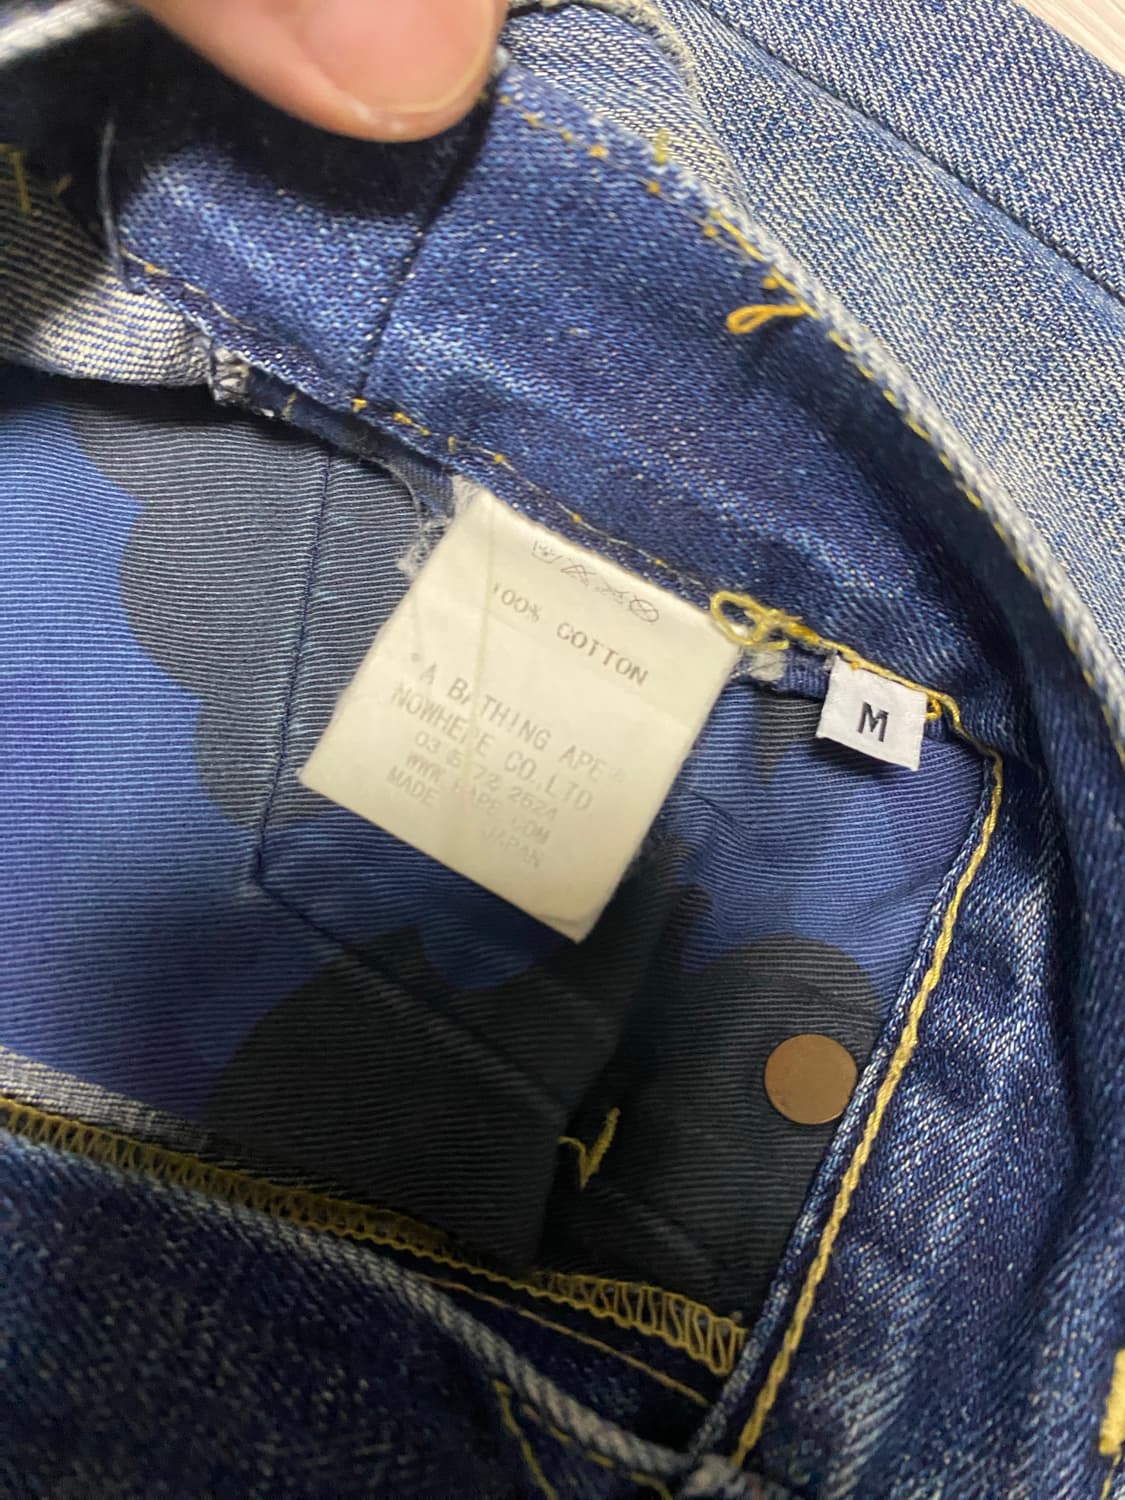 100% COTTON
*A BATHING APE*
NOWHERE CO.,LTD.
MADE JAPAN
M